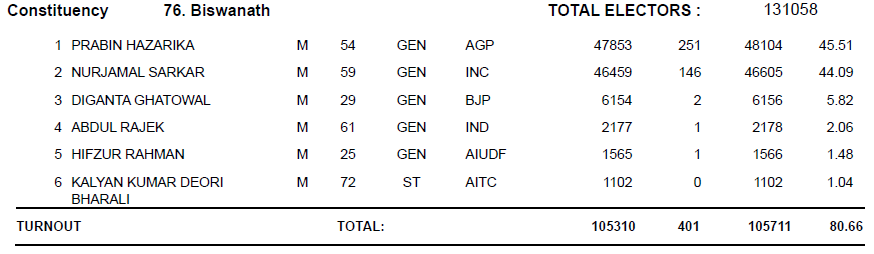 Constituency 76. Biswanath TOTAL ELECTORS : 131058
1 PRABIN HAZARIKA M 54 GEN AGP 47853 251 48104 45.51
2 NURJAMAL SARKAR M 59 GEN INC 46459 146 46605 44.09
3 DIGANTA GHATOWAL M 29 GEN BJP 6154 2 6156 5.82
4 ABDUL RAJEK M 61 GEN IND 2177 1 2178 2.06
5 HIFZUR RAHMAN M 25 GEN AIUDF 1565 1 1566 1.48
6 KALYAN KUMAR DEORI M 72 ST AITC 1102 0 1102 1.04
BHARALI
TURNOUT TOTAL: 105310 401 105711 80.66